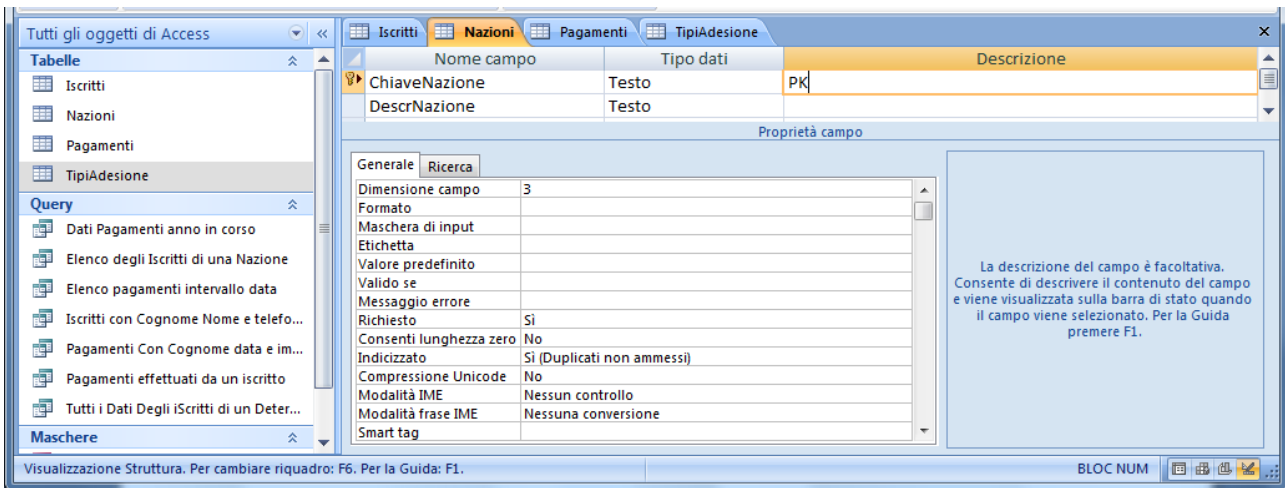 Tutti gli oggetti di Access
Tabelle
Iscritti
Nazioni
Pagamenti
TipiAdesione
Query
Dati Pagamenti anno in corso
Elenco degli Iscritti di una Nazione
Elenco pagamenti intervallo data
Iscritti con Cognome Nome e telefo...
Pagamenti Con Cognome data e im...
Pagamenti effettuati da un iscritto
Tutti i Dati Degli iScritti di un Deter...
Maschere
Iscritti Nazioni Pagamenti TipiAdesione
Nome campo Tipo dati Descrizione
ChiaveNazione Testo PK
DescrNazione Testo
Proprietà campo
Generale Ricerca
Dimensione campo 3
Formato
Maschera di input
Etichetta
Valore predefinito
Valido se
Messaggio errore
Richiesto Sì
Consenti lunghezza zero No
Indicizzato Sì (Duplicati non ammessi)
Compressione Unicode No
Modalità IME Nessun controllo
Modalità frase IME Nessuna conversione
Smart tag
La descrizione del campo è facoltativa.
Consente di descrivere il contenuto del campo
e viene visualizzata sulla barra di stato quando
il campo viene selezionato. Per la Guida
premere F1.
Visualizzazione Struttura. Per cambiare riquadro: F6. Per la Guida: F1.
BLOC NUM